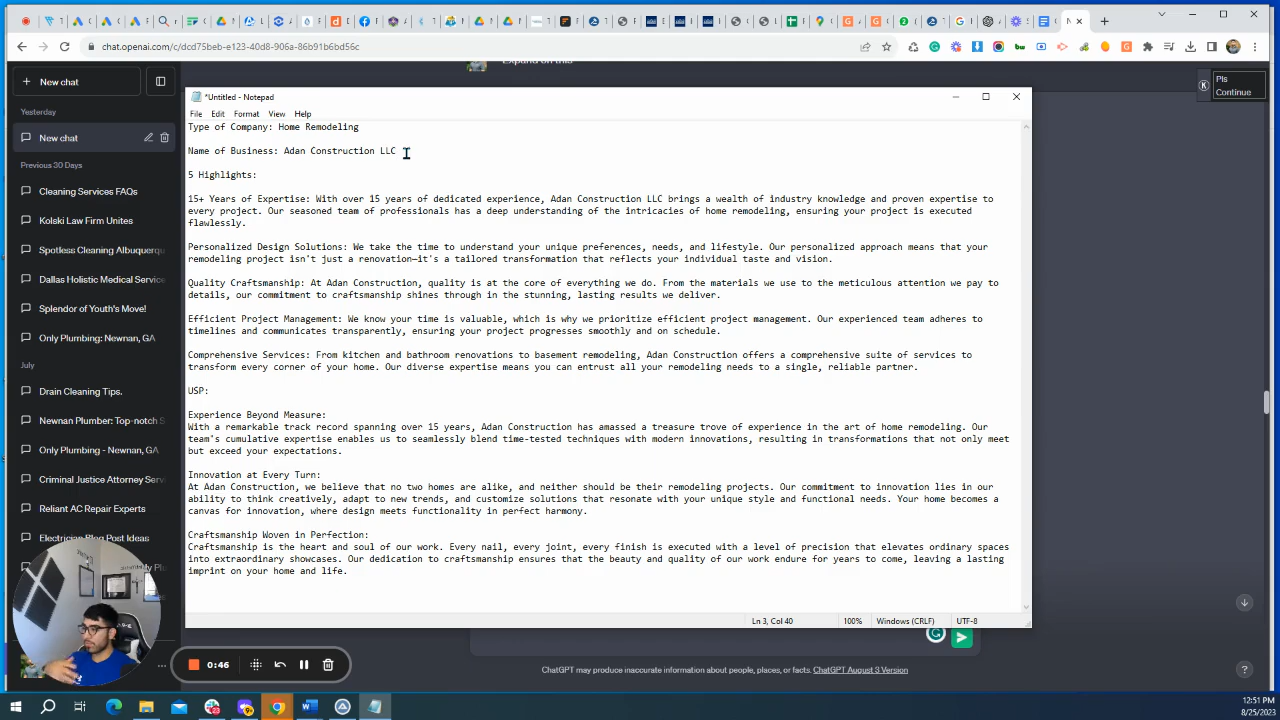 chat.openai.com/c/dcd75beb-e123-40d8-906a-86b91b6bd56c
New chat
Yesterday
New chat
Previous 30 Days
Cleaning Services FAQs
Kolski Law Firm Unites
Spotless Cleaning Albuquerqu
Dallas Holistic Medical Service
Splendor of Youth's Move!
Only Plumbing: Newnan, GA
July
Drain Cleaning Tips.
Newnan Plumber: Top-notch S
Only Plumbing - Newnan, GA
Criminal Justice Attorney Servi
Reliant AC Repair Experts
Electrician Blog Post Ideas
Expand on this
K
Pls
Continue
*Untitled - Notepad
File Edit Format View Help
Type of Company: Home Remodeling
Name of Business: Adan Construction LLC
5 Highlights:
15+ Years of Expertise: With over 15 years of dedicated experience, Adan Construction LLC brings a wealth of industry knowledge and proven expertise to
every project. Our seasoned team of professionals has a deep understanding of the intricacies of home remodeling, ensuring your project is executed
flawlessly.
Personalized Design Solutions: We take the time to understand your unique preferences, needs, and lifestyle. Our personalized approach means that your
remodeling project isn't just a renovation—it's a tailored transformation that reflects your individual taste and vision.
Quality Craftsmanship: At Adan Construction, quality is at the core of everything we do. From the materials we use to the meticulous attention we pay to
details, our commitment to craftsmanship shines through in the stunning, lasting results we deliver.
Efficient Project Management: We know your time is valuable, which is why we prioritize efficient project management. Our experienced team adheres to
timelines and communicates transparently, ensuring your project progresses smoothly and on schedule.
Comprehensive Services: From kitchen and bathroom renovations to basement remodeling, Adan Construction offers a comprehensive suite of services to
transform every corner of your home. Our diverse expertise means you can entrust all your remodeling needs to a single, reliable partner.
USP:
Experience Beyond Measure:
With a remarkable track record spanning over 15 years, Adan Construction has amassed a treasure trove of experience in the art of home remodeling. Our
team's cumulative expertise enables us to seamlessly blend time-tested techniques with modern innovations, resulting in transformations that not only meet
but exceed your expectations.
Innovation at Every Turn:
At Adan Construction, we believe that no two homes are alike, and neither should be their remodeling projects. Our commitment to innovation lies in our
ability to think creatively, adapt to new trends, and customize solutions that resonate with your unique style and functional needs. Your home becomes a
canvas for innovation, where design meets functionality in perfect harmony.
Craftsmanship Woven in Perfection:
Craftsmanship is the heart and soul of our work. Every nail, every joint, every finish is executed with a level of precision that elevates ordinary spaces
into extraordinary showcases. Our dedication to craftsmanship ensures that the beauty and quality of our work endure for years to come, leaving a lasting
imprint on your home and life.
Ln 3, Col 40 100% Windows (CRLF) UTF-8
ChatGPT may produce inaccurate information about people, places, or facts. ChatGPT August 3 Version
0:46
12:51 PM
8/25/2023